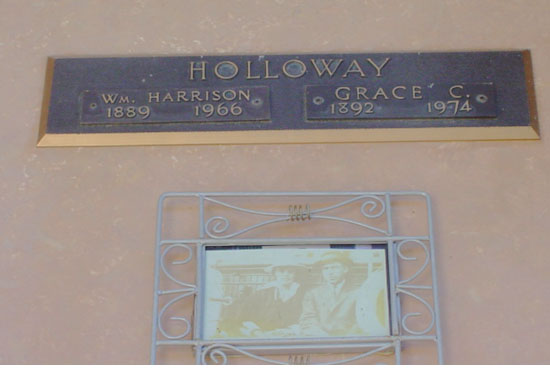 HOLLOWAY
WM. HARRISON
1889 1966
GRACE C.
1892 1974